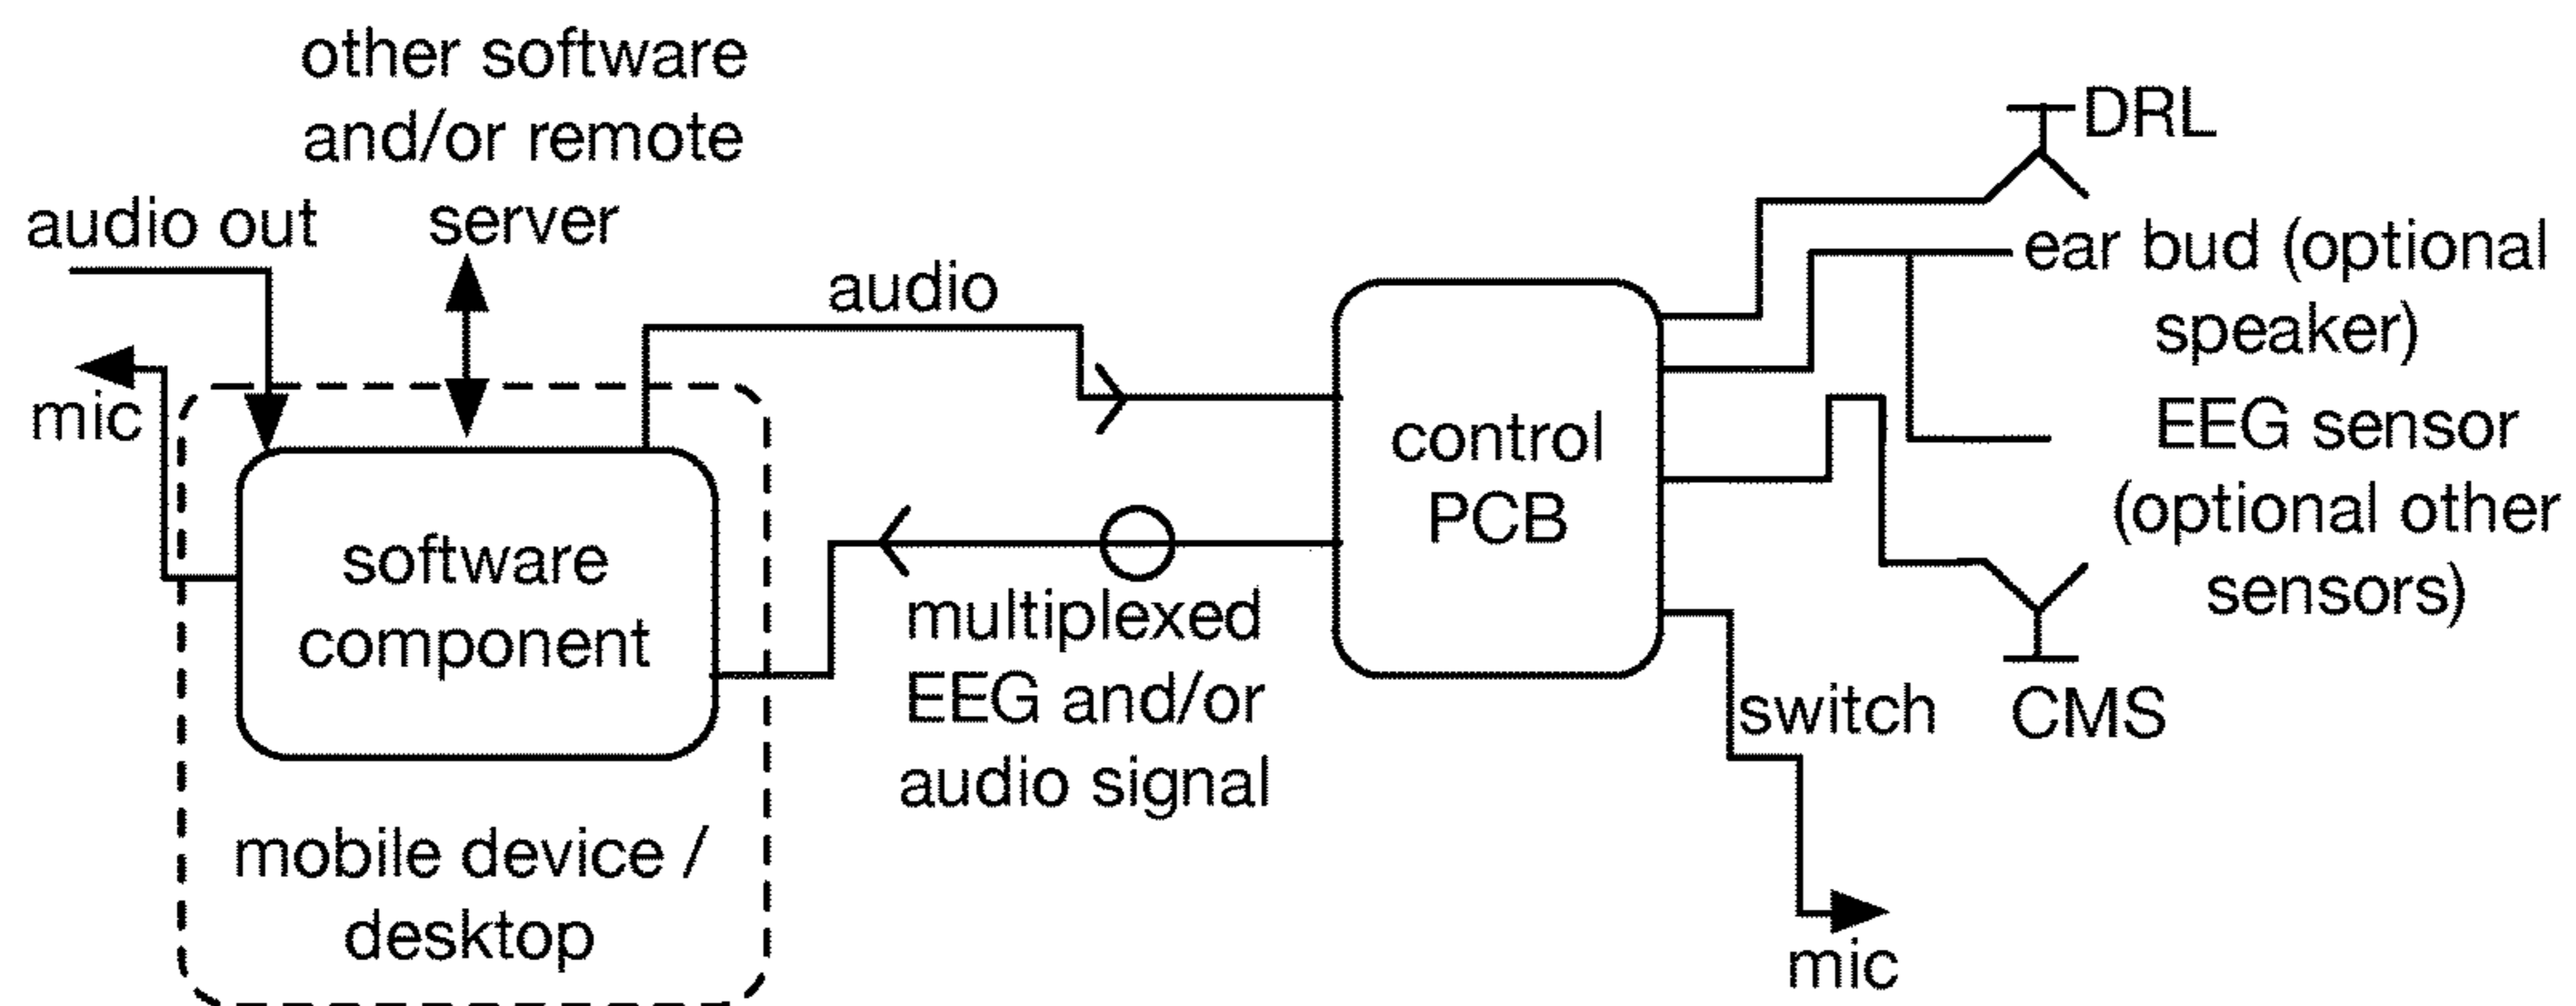 other software
and/or remote
server
audio out
mic
software
component
mobile device /
desktop
audio
multiplexed
EEG and/or
audio signal
control
PCB
DRL
ear bud (optional
speaker)
EEG sensor
(optional other
sensors)
CMS
switch
mic